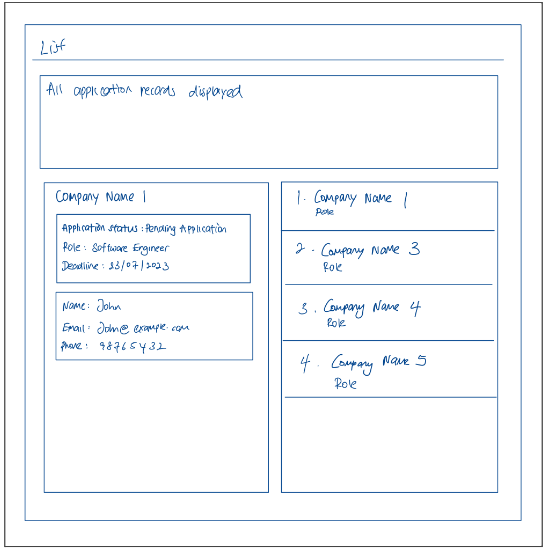 List
All application records displayed
Company Name 1
Application status : Pending Application
Role : Software Engineer
Deadline : 23/07/2023
Name : John
Email : John@example.com
Phone : 98765432
1. Company Name 1
Role
2. Company Name 3
Role
3. Company Name 4
Role
4. Company Name 5
Role